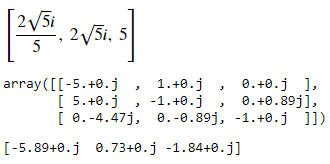 [2√5i/5, 2√5i, 5]
array([[-5.+0.j  ,  1.+0.j  ,  0.+0.j  ],
       [ 5.+0.j  , -1.+0.j  ,  0.+0.89j],
       [ 0.-4.47j,  0.-0.89j, -1.+0.j  ]])
[-5.89+0.j  0.73+0.j -1.84+0.j]